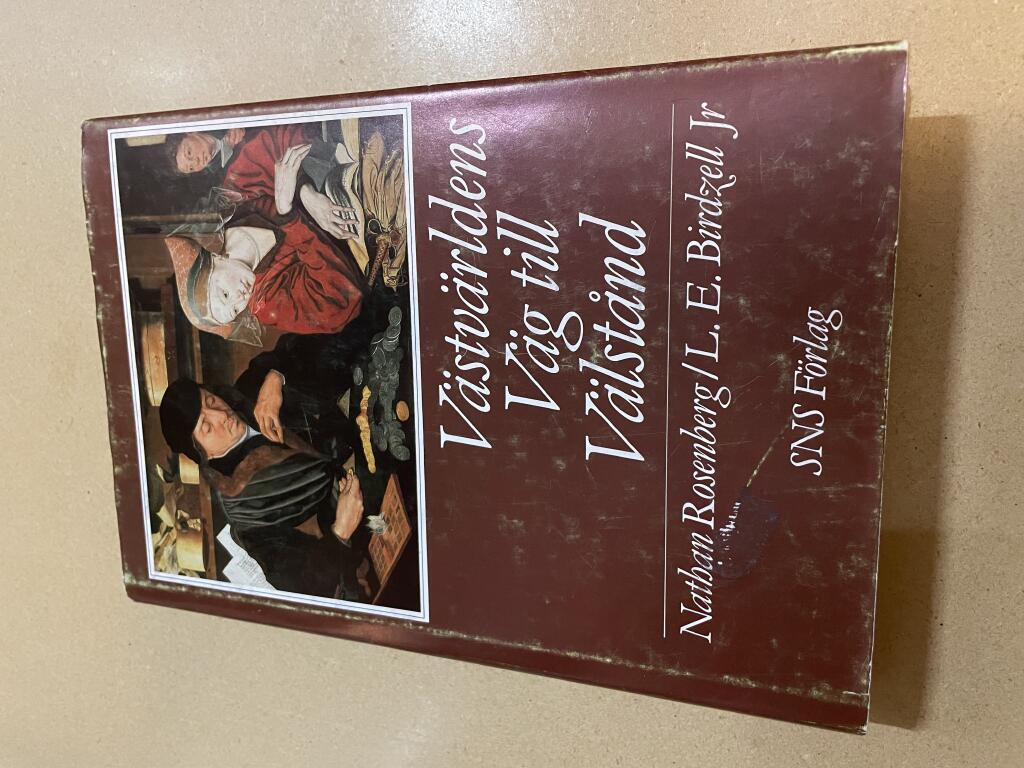 Västvärldens
Väg till
Välstånd
Nathan Rosenberg/L. E. Birdzell Jr
SNS Förlag